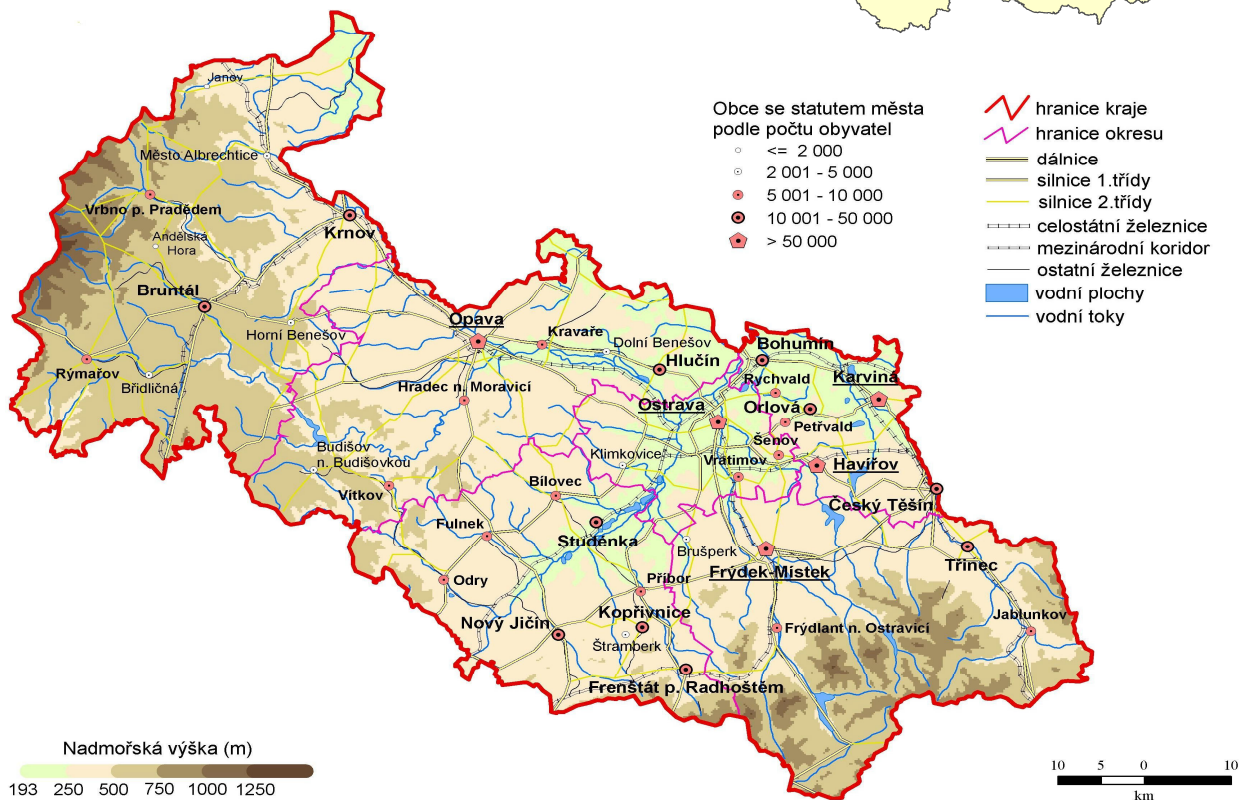 Obce se statutem města
podle počtu obyvatel
<= 2 000
2 001 - 5 000
5 001 - 10 000
10 001 - 50 000
> 50 000
hranice kraje
hranice okresu
dálnice
silnice 1.třídy
silnice 2.třídy
celostátní železnice
mezinárodní koridor
ostatní železnice
vodní plochy
vodní toky
Janov
Město Albrechtice
Vrbno p. Pradědem
Andělská
Hora
Krnov
Bruntál
Horní Benešov
Rýmařov
Břidličná
Opava
Kravaře
Dolní Benešov
Hlučín
Hradec n. Moravicí
Bohumín
Rychvald
Karviná
Ostrava
Orlová
Petřvald
Šenov
Klimkovice
Vratimov
Havířov
Budišov
n. Budišovkou
Vítkov
Bílovec
Český Těšín
Fulnek
Studénka
Brušperk
Třinec
Odry
Příbor
Frýdek-Místek
Kopřivnice
Nový Jičín
Štramberk
Frýdlant n. Ostravicí
Jablunkov
Frenštát p. Radhoštěm
Nadmořská výška (m)
193 250 500 750 1000 1250
10 5 0 10
km